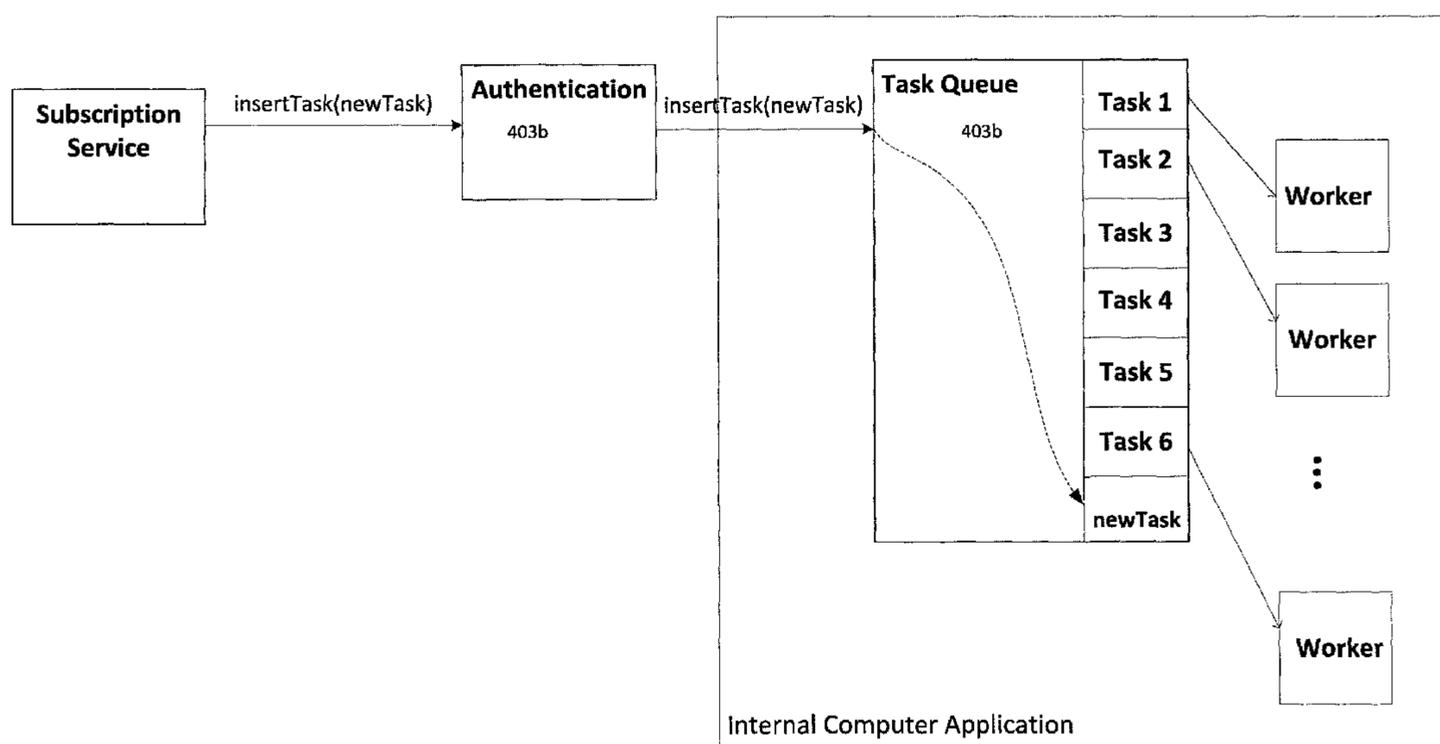 Subscription
Service
insertTask(newTask)
Authentication
403b
insertTask(newTask)
Task Queue
403b
Task 1
Task 2
Task 3
Task 4
Task 5
Task 6
newTask
Worker
Worker
Worker
Internal Computer Application